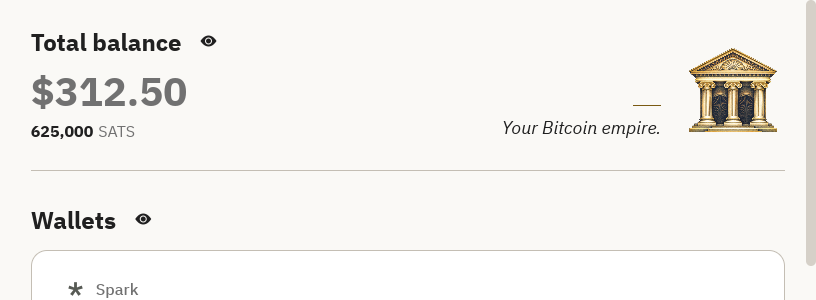 Total balance
$312.50
625,000 SATS
Your Bitcoin empire.
Wallets
Spark